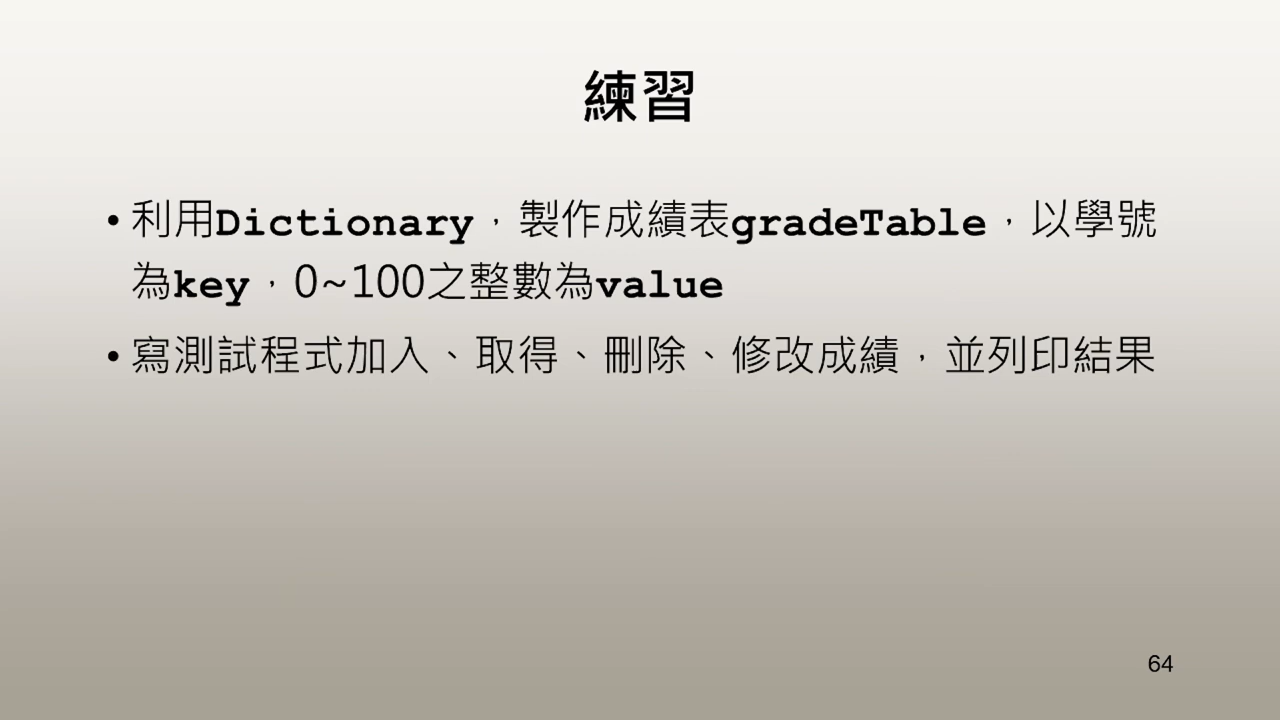 練習
• 利用Dictionary，製作成績表gradeTable，以學號
為key，0~100之整數為value
• 寫測試程式加入、取得、刪除、修改成績，並列印結果
64